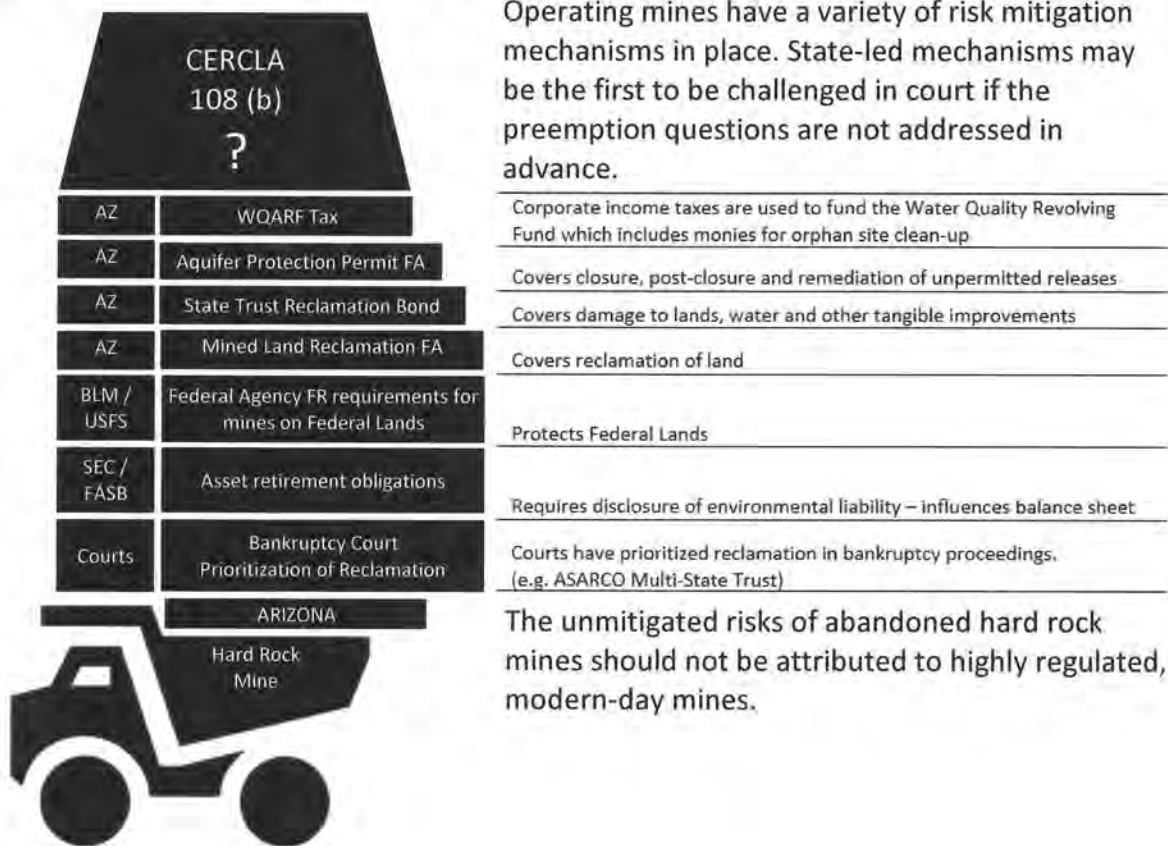 Operating mines have a variety of risk mitigation
mechanisms in place. State-led mechanisms may
be the first to be challenged in court if the
preemption questions are not addressed in
advance.
CERCLA
108 (b)
?
AZ
WQARF Tax
Corporate income taxes are used to fund the Water Quality Revolving
Fund which includes monies for orphan site clean-up
AZ
Aquifer Protection Permit FA
Covers closure, post-closure and remediation of unpermitted releases
AZ
State Trust Reclamation Bond
Covers damage to lands, water and other tangible improvements
AZ
Mined Land Reclamation FA
Covers reclamation of land
BLM /
USFS
Federal Agency FR requirements for
mines on Federal Lands
Protects Federal Lands
SEC /
FASB
Asset retirement obligations
Requires disclosure of environmental liability – influences balance sheet
Courts
Bankruptcy Court
Prioritization of Reclamation
Courts have prioritized reclamation in bankruptcy proceedings.
(e.g. ASARCO Multi-State Trust)
ARIZONA
Hard Rock
Mine
The unmitigated risks of abandoned hard rock
mines should not be attributed to highly regulated,
modern-day mines.